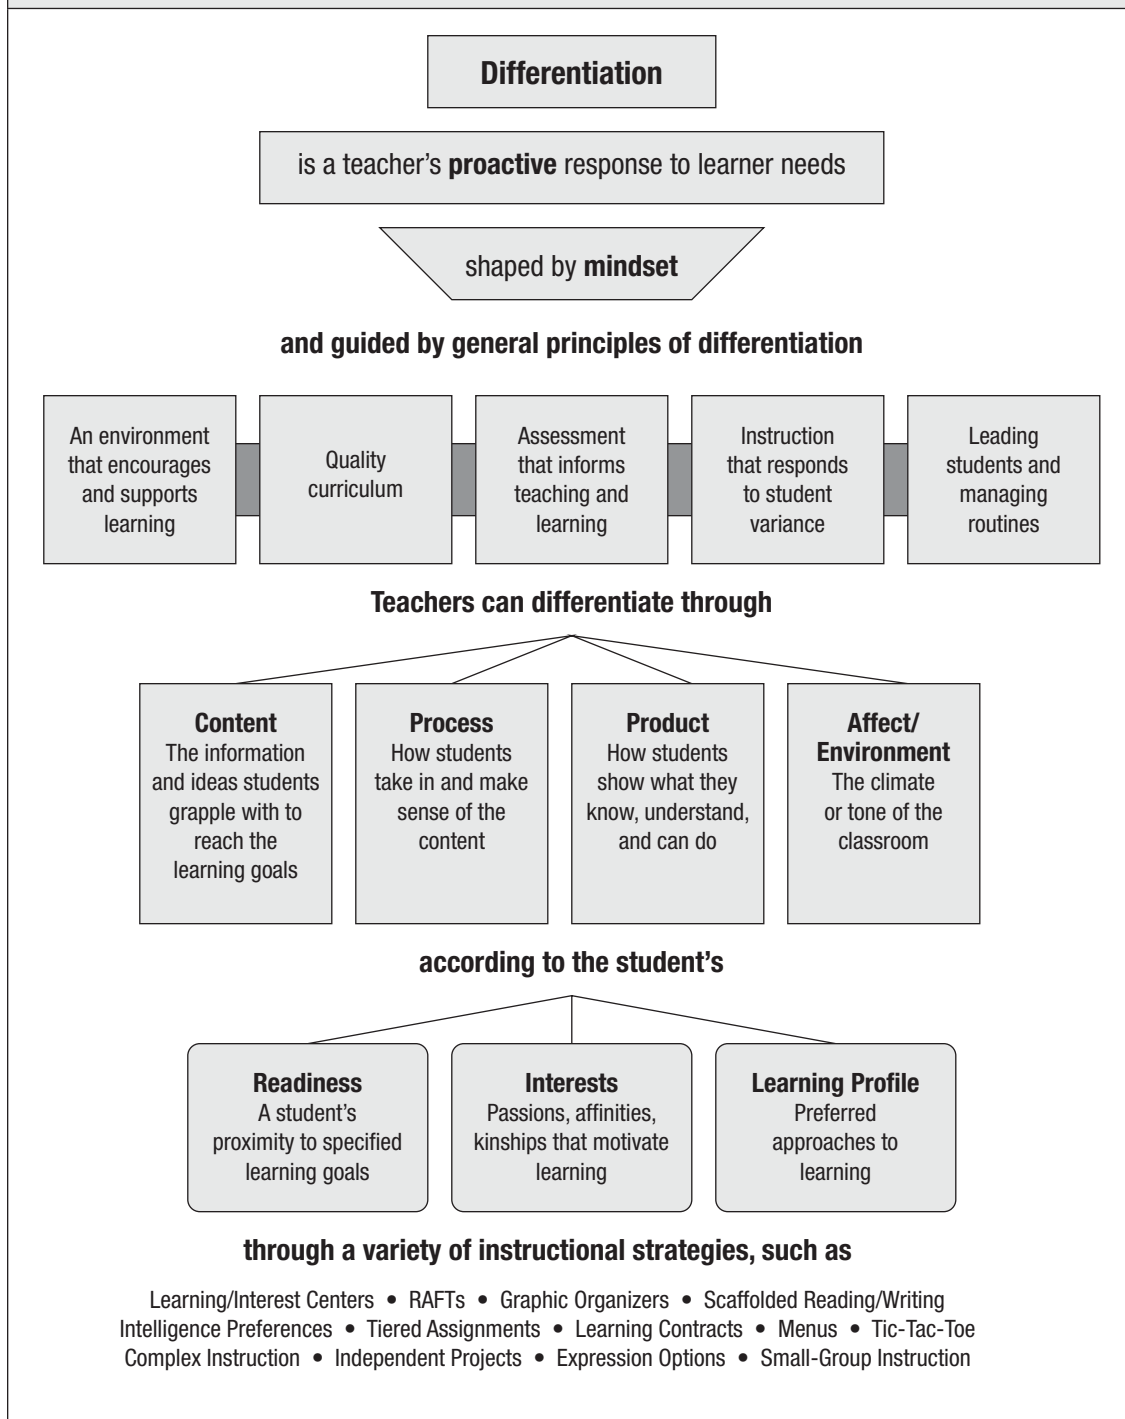 Differentiation
is a teacher's proactive response to learner needs
shaped by mindset
and guided by general principles of differentiation
An environment
that encourages
and supports
learning
Quality
curriculum
Assessment
that informs
teaching and
learning
Instruction
that responds
to student
variance
Leading
students and
managing
routines
Teachers can differentiate through
Content
The information
and ideas students
grapple with to
reach the
learning goals
Process
How students
take in and make
sense of the
content
Product
How students
show what they
know, understand,
and can do
Affect/
Environment
The climate
or tone of the
classroom
according to the student's
Readiness
A student's
proximity to specified
learning goals
Interests
Passions, affinities,
kinships that motivate
learning
Learning Profile
Preferred
approaches to
learning
through a variety of instructional strategies, such as
Learning/Interest Centers • RAFTs • Graphic Organizers • Scaffolded Reading/Writing
Intelligence Preferences • Tiered Assignments • Learning Contracts • Menus • Tic-Tac-Toe
Complex Instruction • Independent Projects • Expression Options • Small-Group Instruction